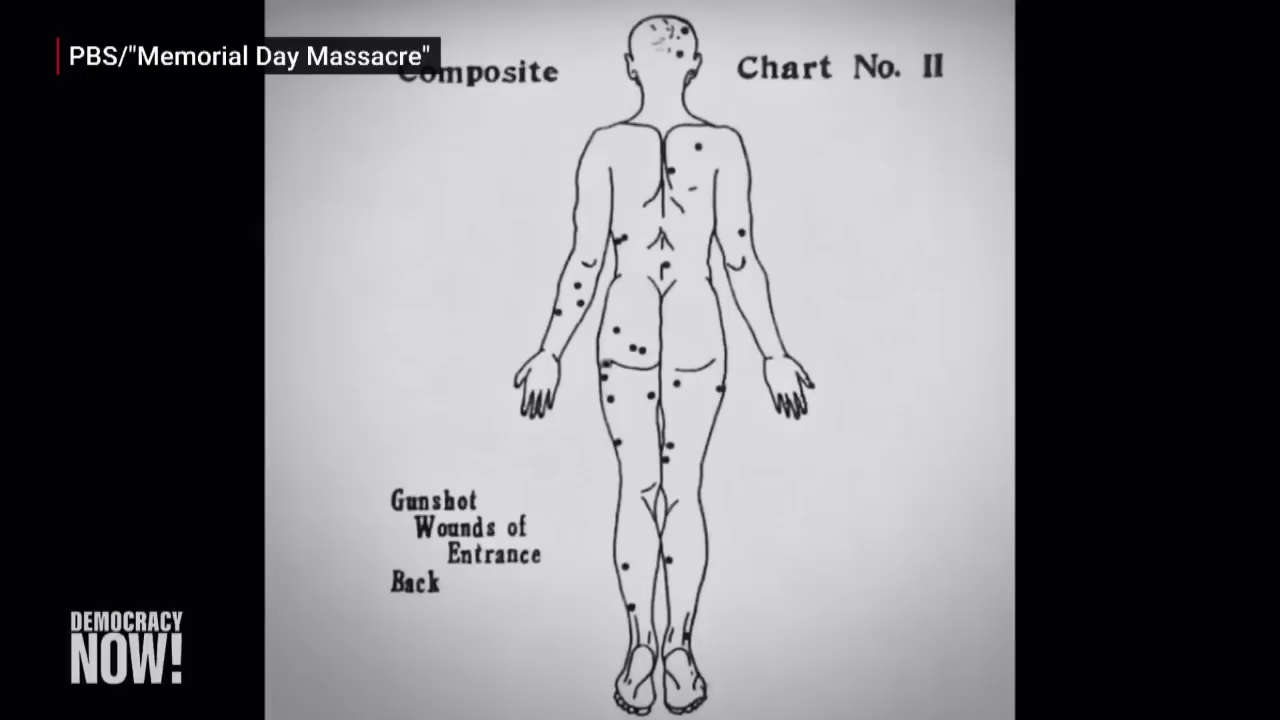 PBS/"Memorial Day Massacre"
Composite Chart No. II
Gunshot
Wounds of
Entrance
Back
DEMOCRACY
NOW!